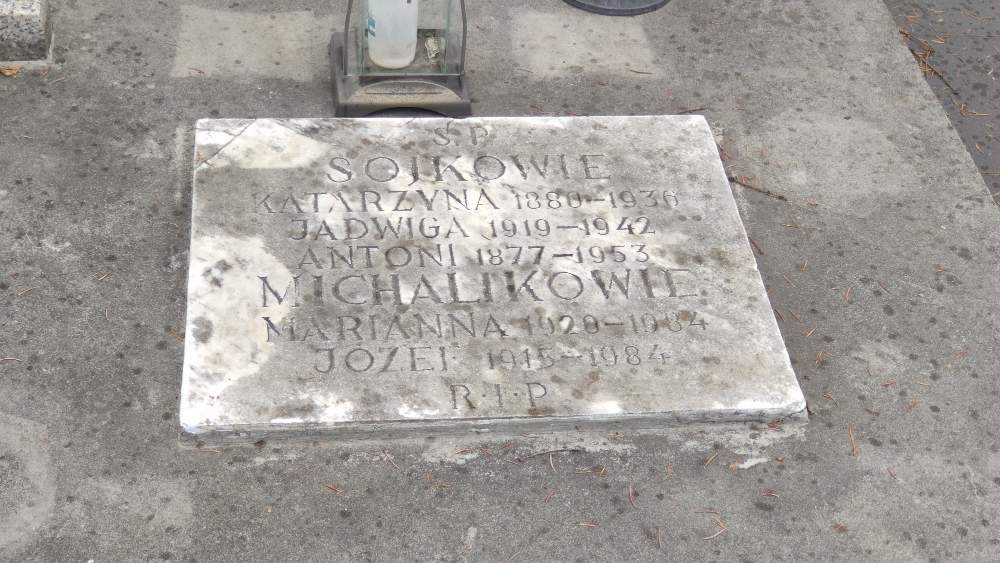 Ś.P.
SOJKOWIE
KATARZYNA 1880-1936
JADWIGA 1919-1942
ANTONI 1877-1953
MICHALIKOWIE
MARIANNA 1920-1984
JÓZEF 1915-1984
R·I·P